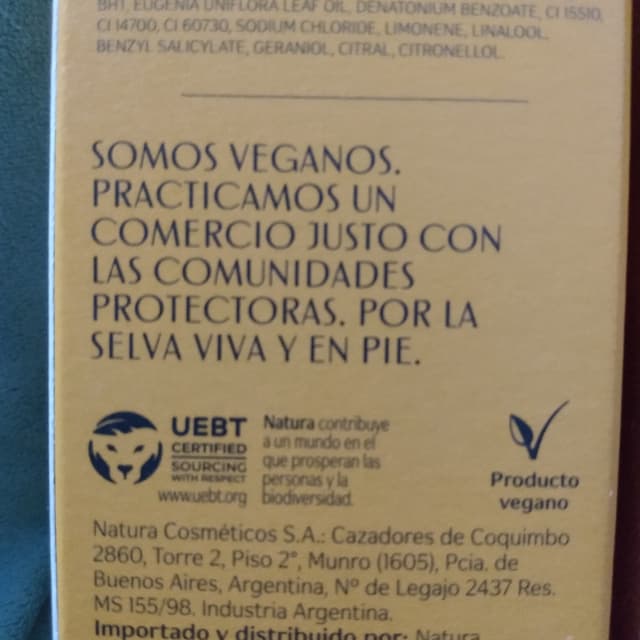 BHT, EUGENIA UNIFLORA LEAF OIL, DENATONIUM BENZOATE, CI 15510,
CI 14700, CI 60730, SODIUM CHLORIDE, LIMONENE, LINALOOL,
BENZYL SALICYLATE, GERANIOL, CITRAL, CITRONELLOL.
SOMOS VEGANOS.
PRACTICAMOS UN
COMERCIO JUSTO CON
LAS COMUNIDADES
PROTECTORAS. POR LA
SELVA VIVA Y EN PIE.
UEBT
CERTIFIED
SOURCING
WITH RESPECT
www.uebt.org
Natura contribuye
a un mundo en el
que prosperan las
personas y la
biodiversidad.
Producto
vegano
Natura Cosméticos S.A.: Cazadores de Coquimbo
2860, Torre 2, Piso 2°, Munro (1605), Pcia. de
Buenos Aires, Argentina, Nº de Legajo 2437 Res.
MS 155/98. Industria Argentina.
Importado y distribuido por: Natura